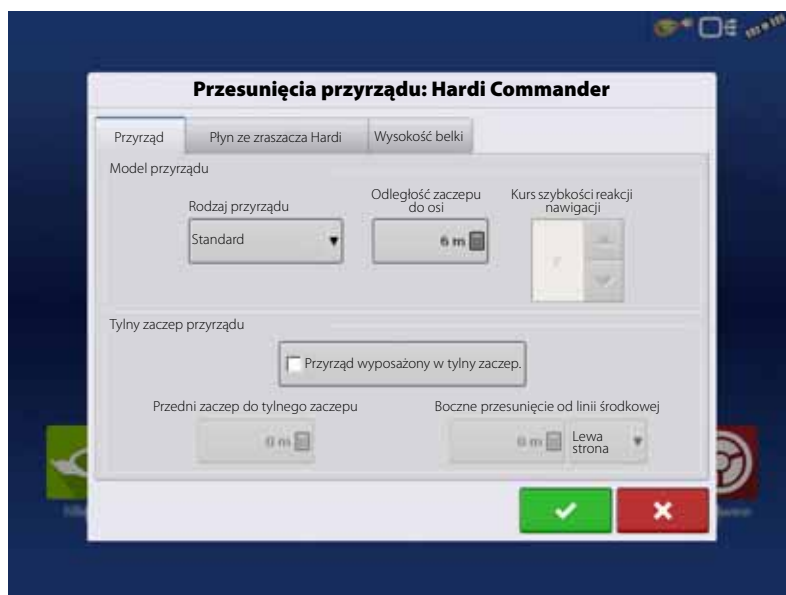 Przesunięcia przyrządu: Hardi Commander
Przyrząd Płyn ze zraszacza Hardi Wysokość belki
Model przyrządu
Rodzaj przyrządu
Odległość zaczepu
do osi
Kurs szybkości reakcji
nawigacji
Standard
6 m
Tylny zaczep przyrządu
Przyrząd wyposażony w tylny zaczep.
Przedni zaczep do tylnego zaczepu
Boczne przesunięcie od linii środkowej
0 m
0 m
Lewa
strona